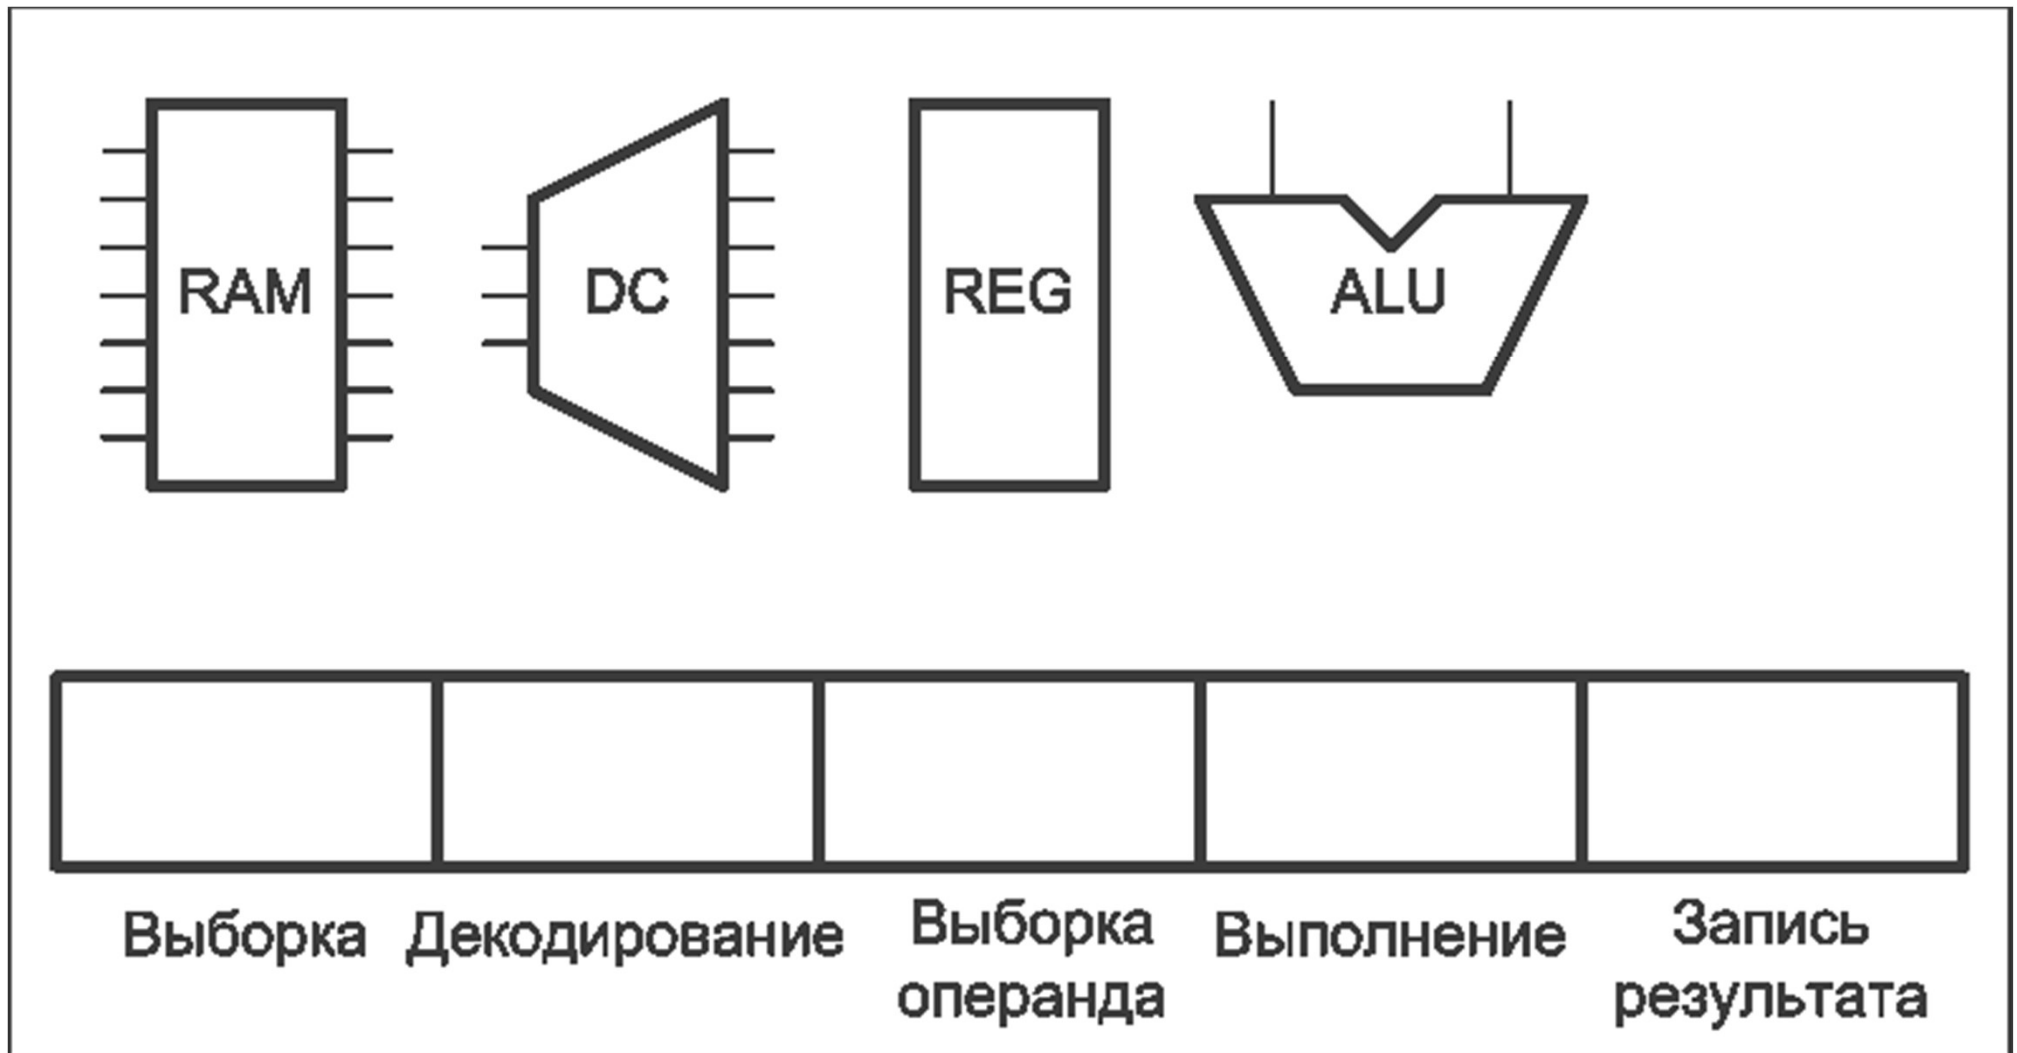 RAM
DC
REG
ALU
Выборка
Декодирование
Выборка
операнда
Выполнение
Запись
результата